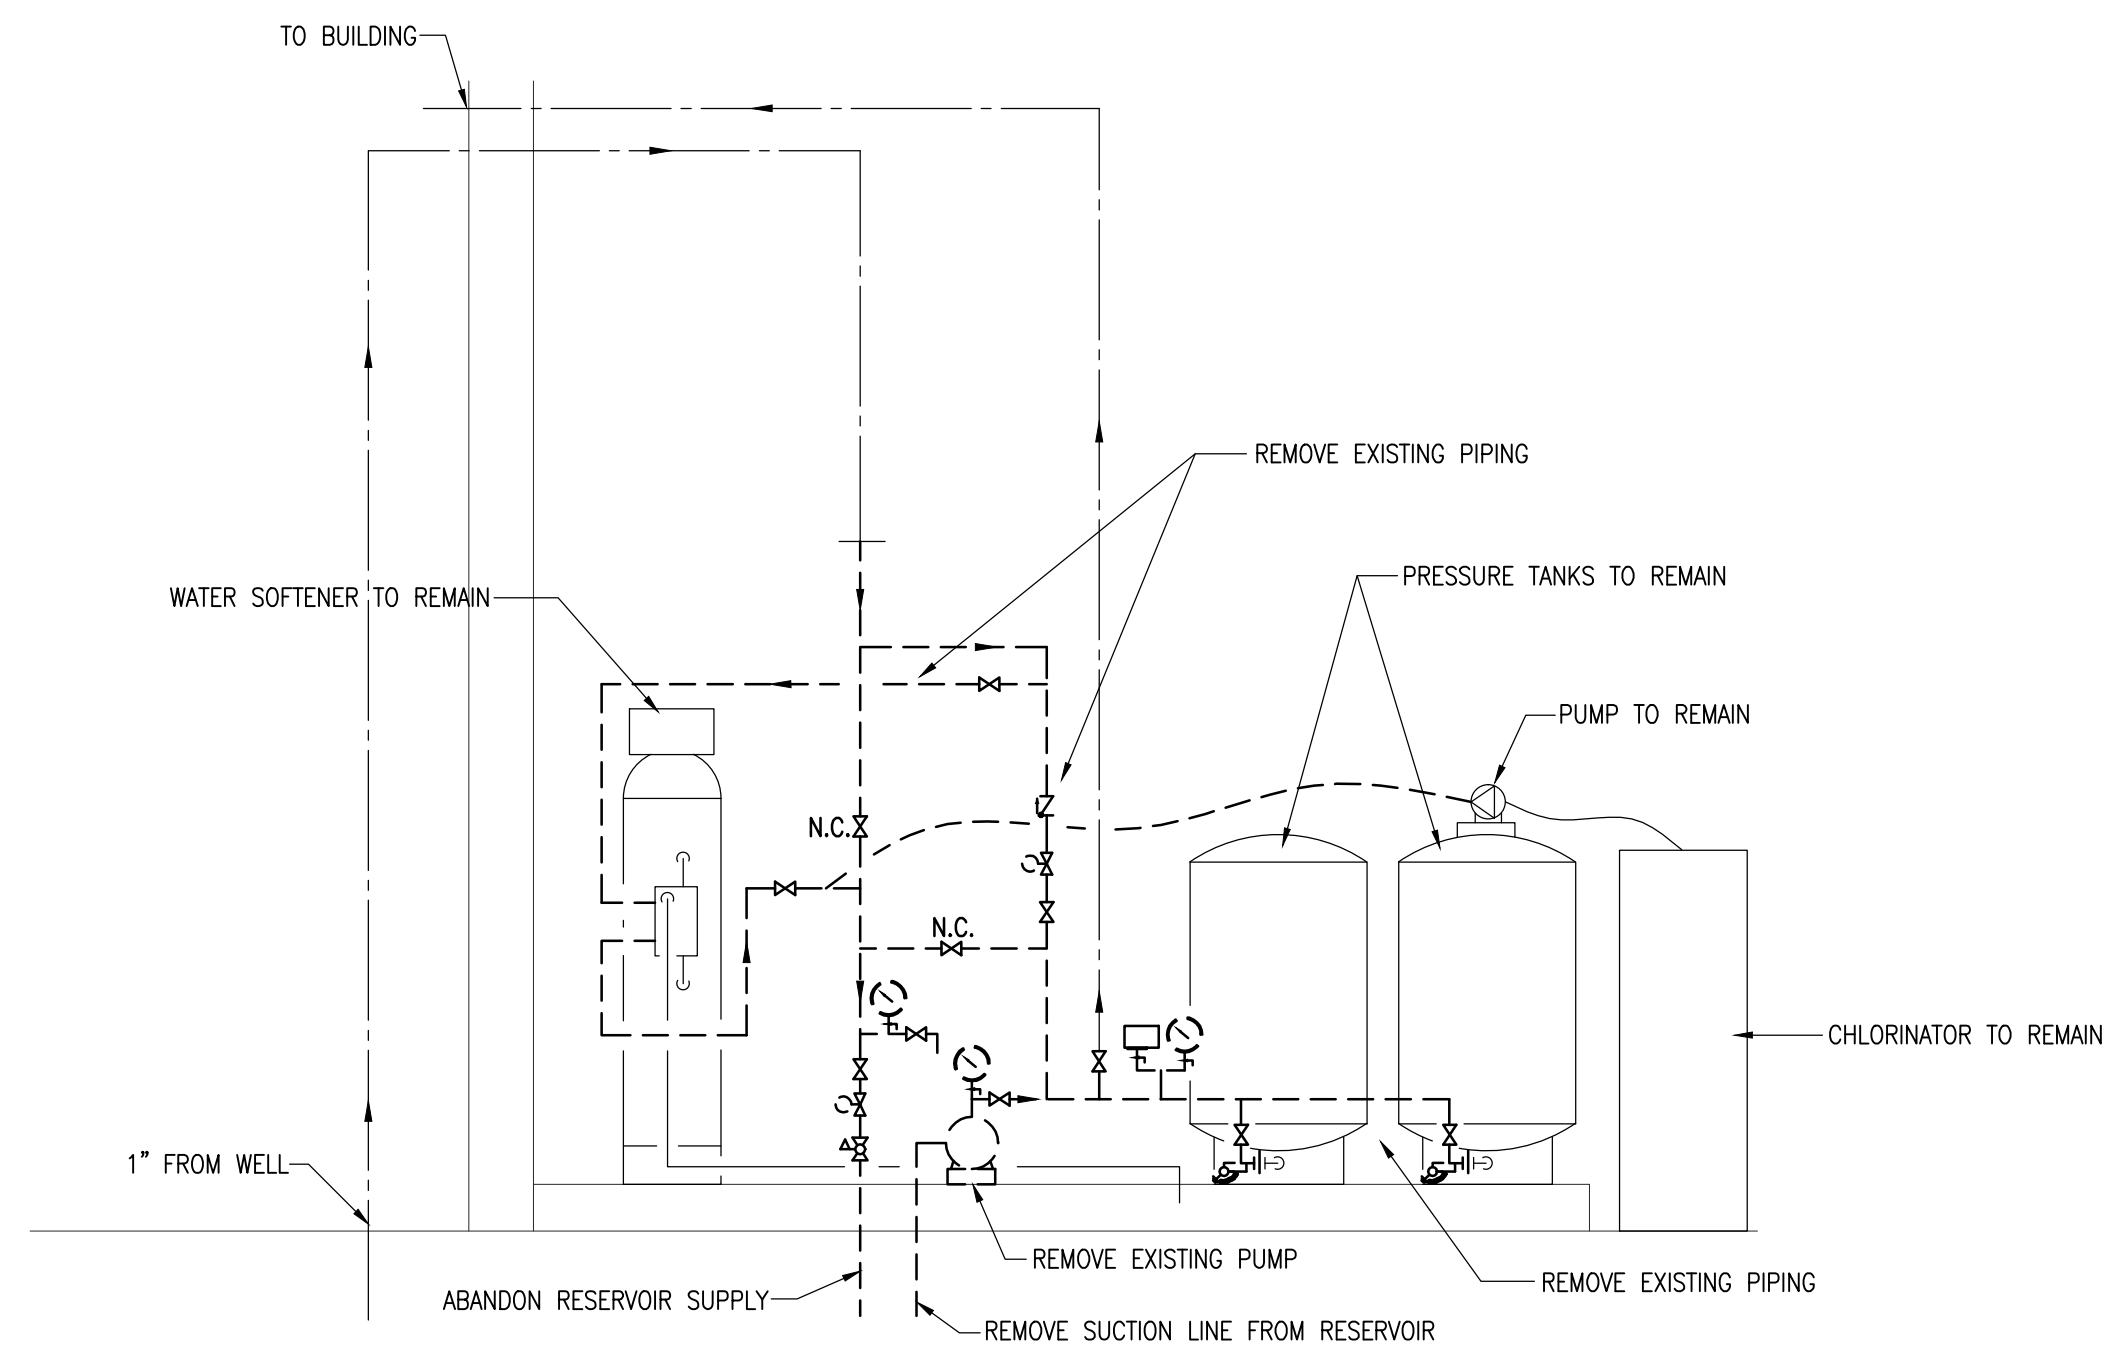 TO BUILDING
REMOVE EXISTING PIPING
PRESSURE TANKS TO REMAIN
WATER SOFTENER TO REMAIN
PUMP TO REMAIN
N.C.
N.C.
CHLORINATOR TO REMAIN
1” FROM WELL
REMOVE EXISTING PUMP
REMOVE EXISTING PIPING
ABANDON RESERVOIR SUPPLY
REMOVE SUCTION LINE FROM RESERVOIR